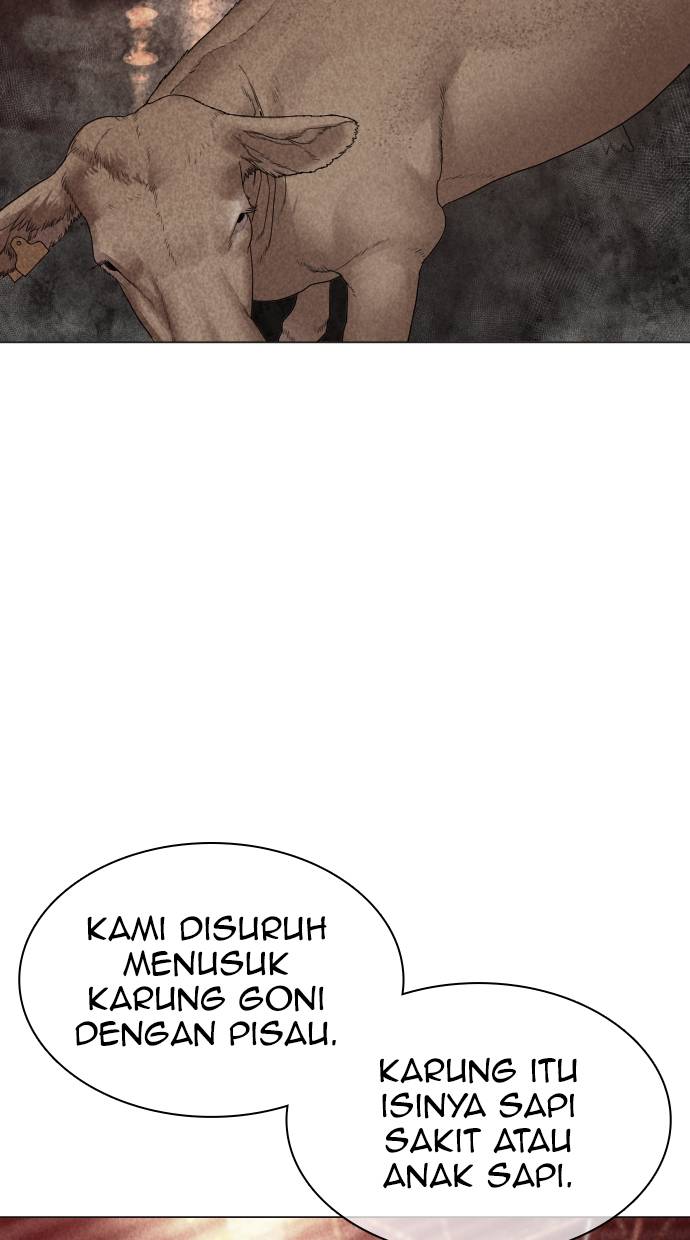 KAMI DISURUH
MENUSUK
KARUNG GONI
DENGAN PISAU.
KARUNG ITU
ISINYA SAPI
SAKIT ATAU
ANAK SAPI.